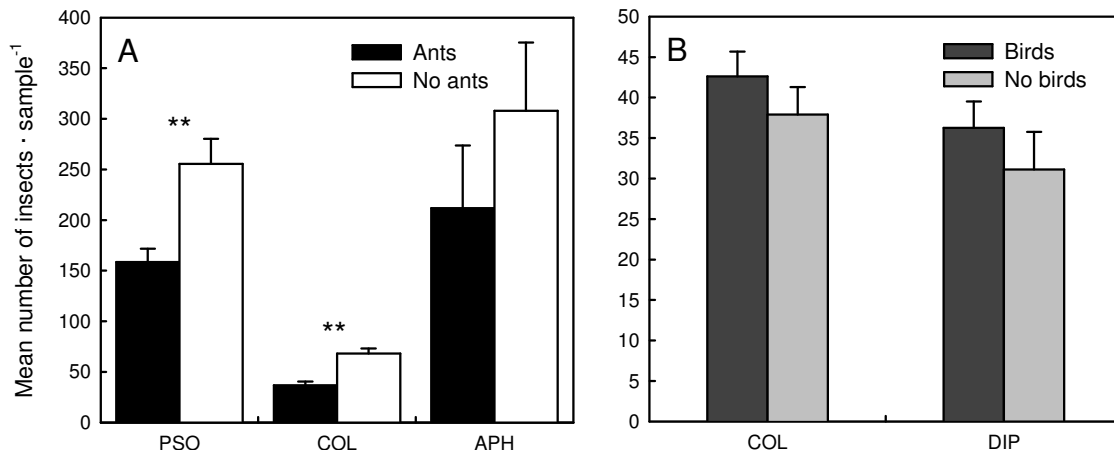 Mean number of insects · sample⁻¹
A
Ants
No ants
400
350
300
250
200
150
100
50
0
**
**
PSO COL APH
B
Birds
No birds
50
45
40
35
30
25
20
15
10
5
0
COL DIP